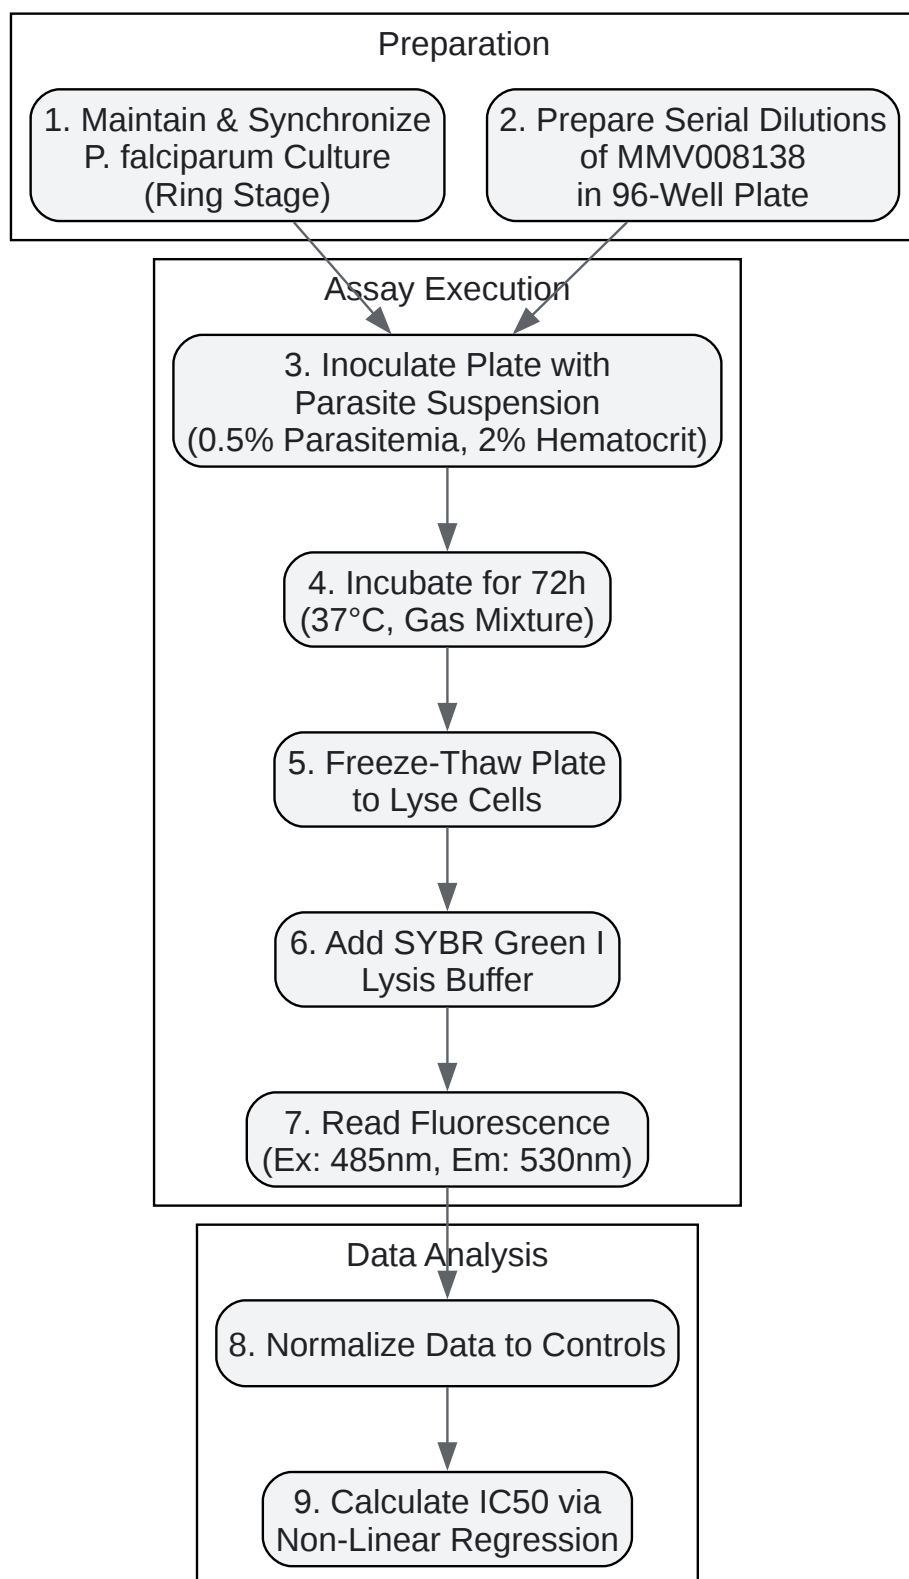 Preparation
1. Maintain & Synchronize
P. falciparum Culture
(Ring Stage)
2. Prepare Serial Dilutions
of MMV008138
in 96-Well Plate
Assay Execution
3. Inoculate Plate with
Parasite Suspension
(0.5% Parasitemia, 2% Hematocrit)
4. Incubate for 72h
(37°C, Gas Mixture)
5. Freeze-Thaw Plate
to Lyse Cells
6. Add SYBR Green I
Lysis Buffer
7. Read Fluorescence
(Ex: 485nm, Em: 530nm)
Data Analysis
8. Normalize Data to Controls
9. Calculate IC50 via
Non-Linear Regression